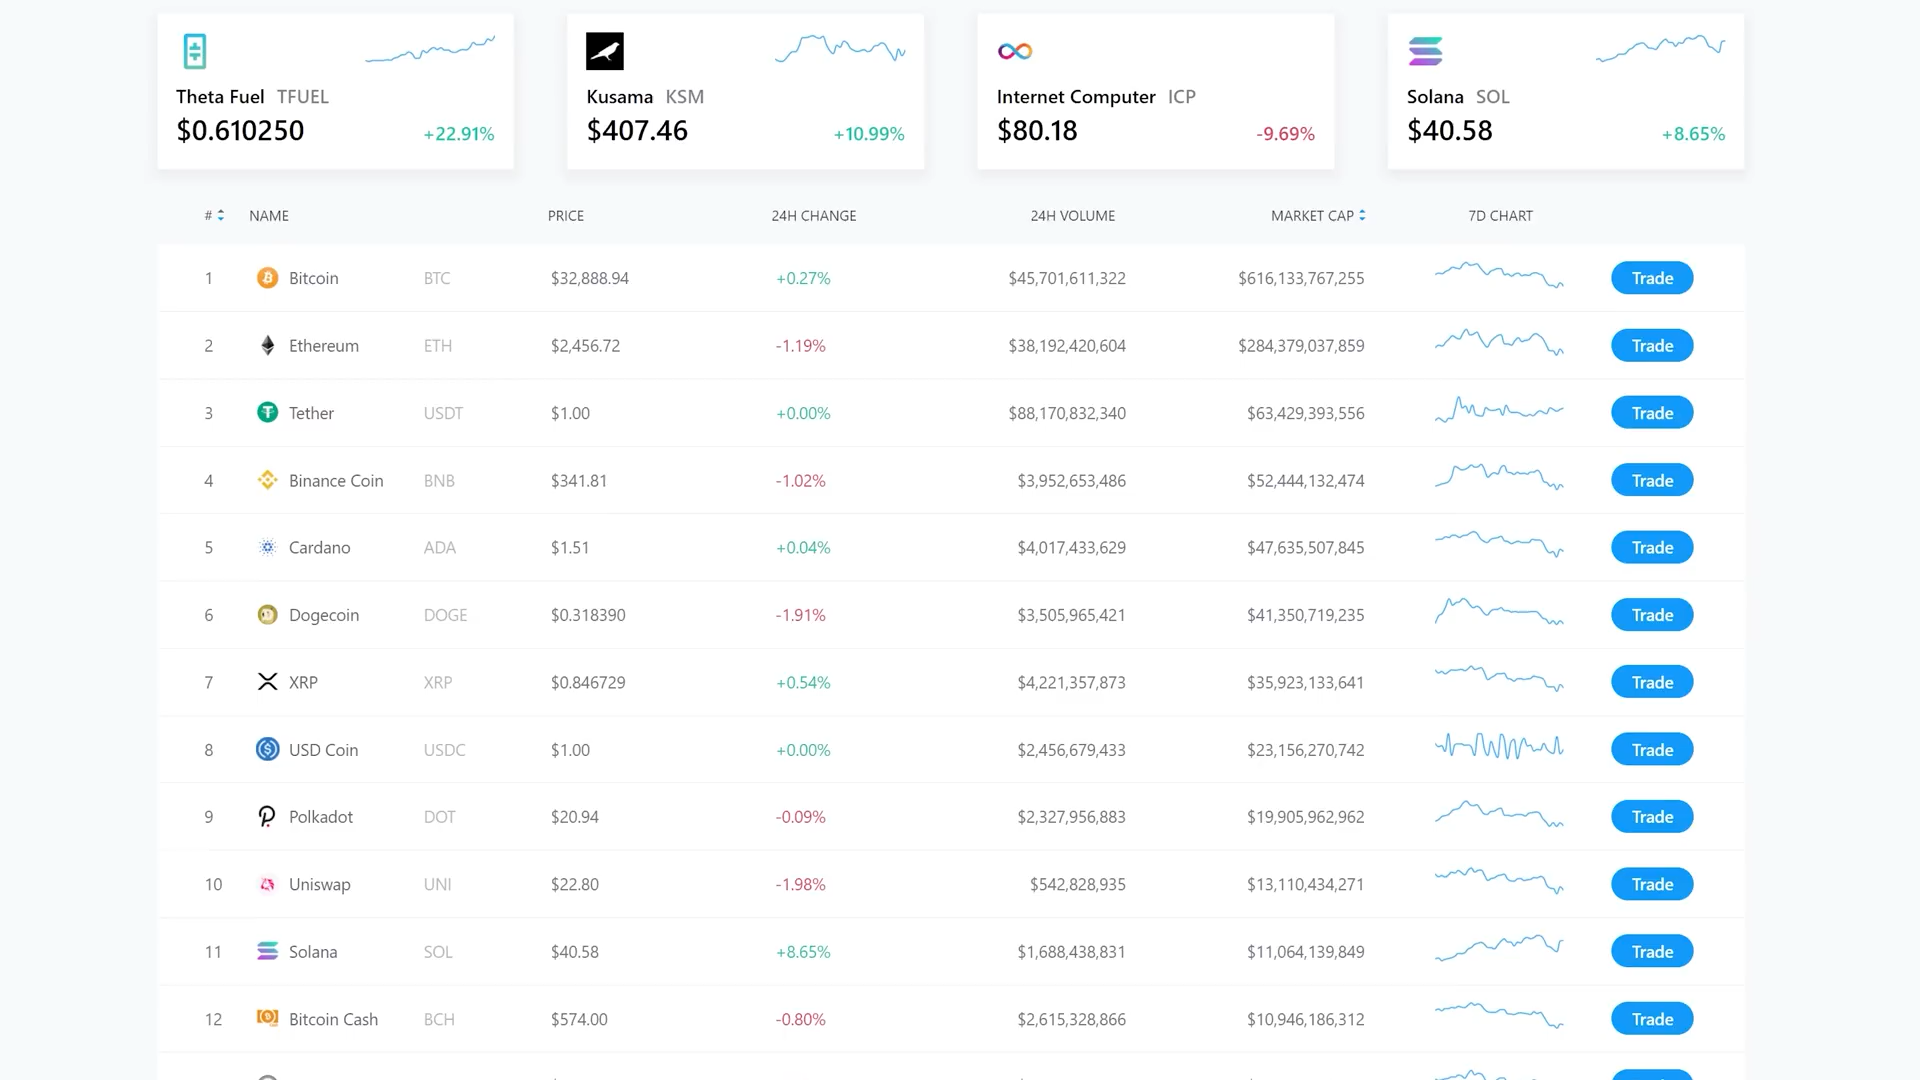 Theta Fuel TFUEL
$0.610250 +22.91%
Kusama KSM
$407.46 +10.99%
Internet Computer ICP
$80.18 -9.69%
Solana SOL
$40.58 +8.65%
# NAME PRICE 24H CHANGE 24H VOLUME MARKET CAP 7D CHART
1 Bitcoin BTC $32,888.94 +0.27% $45,701,611,322 $616,133,767,255 Trade
2 Ethereum ETH $2,456.72 -1.19% $38,192,420,604 $284,379,037,859 Trade
3 Tether USDT $1.00 +0.00% $88,170,832,340 $63,429,393,556 Trade
4 Binance Coin BNB $341.81 -1.02% $3,952,653,486 $52,444,132,474 Trade
5 Cardano ADA $1.51 +0.04% $4,017,433,629 $47,635,507,845 Trade
6 Dogecoin DOGE $0.318390 -1.91% $3,505,965,421 $41,350,719,235 Trade
7 XRP XRP $0.846729 +0.54% $4,221,357,873 $35,923,133,641 Trade
8 USD Coin USDC $1.00 +0.00% $2,456,679,433 $23,156,270,742 Trade
9 Polkadot DOT $20.94 -0.09% $2,327,956,883 $19,905,962,962 Trade
10 Uniswap UNI $22.80 -1.98% $542,828,935 $13,110,434,271 Trade
11 Solana SOL $40.58 +8.65% $1,688,438,831 $11,064,139,849 Trade
12 Bitcoin Cash BCH $574.00 -0.80% $2,615,328,866 $10,946,186,312 Trade